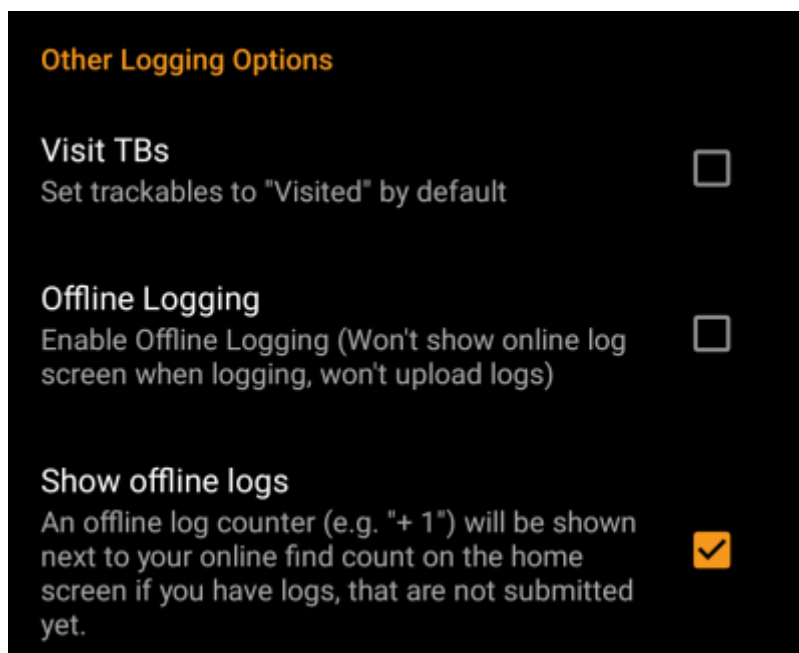 Other Logging Options
Visit TBs
Set trackables to "Visited" by default
Offline Logging
Enable Offline Logging (Won't show online log
screen when logging, won't upload logs)
Show offline logs
An offline log counter (e.g. "+ 1") will be shown
next to your online find count on the home
screen if you have logs, that are not submitted
yet.